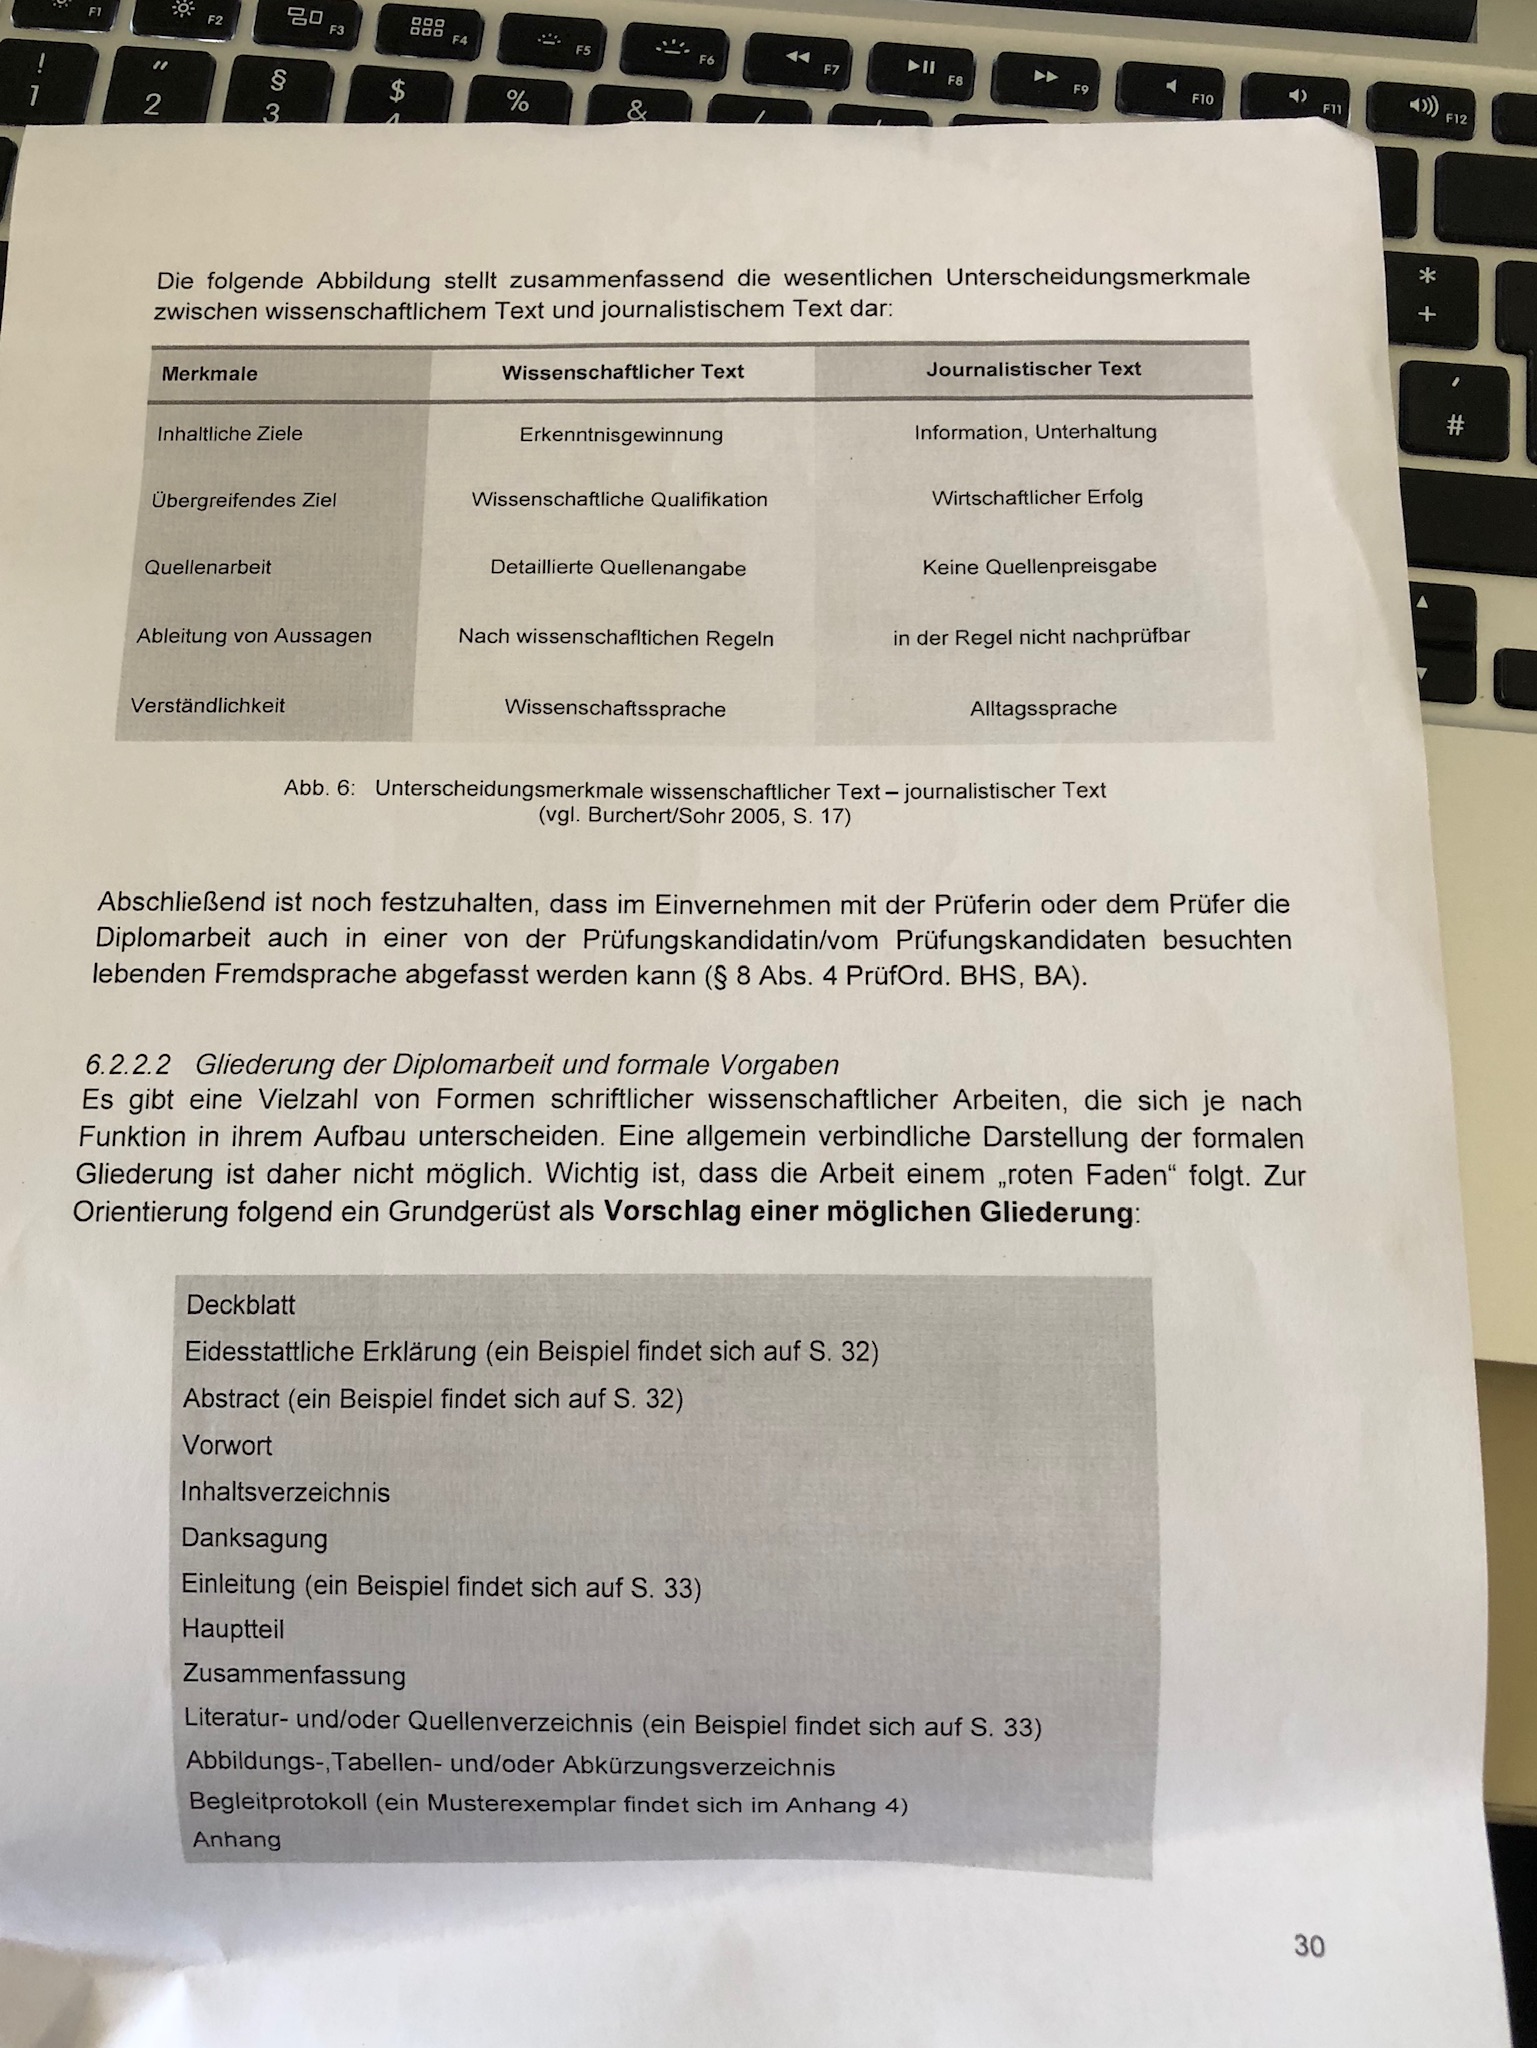 F1 F2 F3 F4 F5 F6 F7 F8 F9 F10 F11 F12
! " § $ % & /
1 2 3 4
* +
' #
Die folgende Abbildung stellt zusammenfassend die wesentlichen Unterscheidungsmerkmale
zwischen wissenschaftlichem Text und journalistischem Text dar:
Merkmale Wissenschaftlicher Text Journalistischer Text
Inhaltliche Ziele Erkenntnisgewinnung Information, Unterhaltung
Übergreifendes Ziel Wissenschaftliche Qualifikation Wirtschaftlicher Erfolg
Quellenarbeit Detaillierte Quellenangabe Keine Quellenpreisgabe
Ableitung von Aussagen Nach wissenschafltichen Regeln in der Regel nicht nachprüfbar
Verständlichkeit Wissenschaftssprache Alltagssprache
Abb. 6: Unterscheidungsmerkmale wissenschaftlicher Text – journalistischer Text
(vgl. Burchert/Sohr 2005, S. 17)
Abschließend ist noch festzuhalten, dass im Einvernehmen mit der Prüferin oder dem Prüfer die
Diplomarbeit auch in einer von der Prüfungskandidatin/vom Prüfungskandidaten besuchten
lebenden Fremdsprache abgefasst werden kann (§ 8 Abs. 4 PrüfOrd. BHS, BA).
6.2.2.2 Gliederung der Diplomarbeit und formale Vorgaben
Es gibt eine Vielzahl von Formen schriftlicher wissenschaftlicher Arbeiten, die sich je nach
Funktion in ihrem Aufbau unterscheiden. Eine allgemein verbindliche Darstellung der formalen
Gliederung ist daher nicht möglich. Wichtig ist, dass die Arbeit einem „roten Faden“ folgt. Zur
Orientierung folgend ein Grundgerüst als Vorschlag einer möglichen Gliederung:
Deckblatt
Eidesstattliche Erklärung (ein Beispiel findet sich auf S. 32)
Abstract (ein Beispiel findet sich auf S. 32)
Vorwort
Inhaltsverzeichnis
Danksagung
Einleitung (ein Beispiel findet sich auf S. 33)
Hauptteil
Zusammenfassung
Literatur- und/oder Quellenverzeichnis (ein Beispiel findet sich auf S. 33)
Abbildungs-,Tabellen- und/oder Abkürzungsverzeichnis
Begleitprotokoll (ein Musterexemplar findet sich im Anhang 4)
Anhang
30